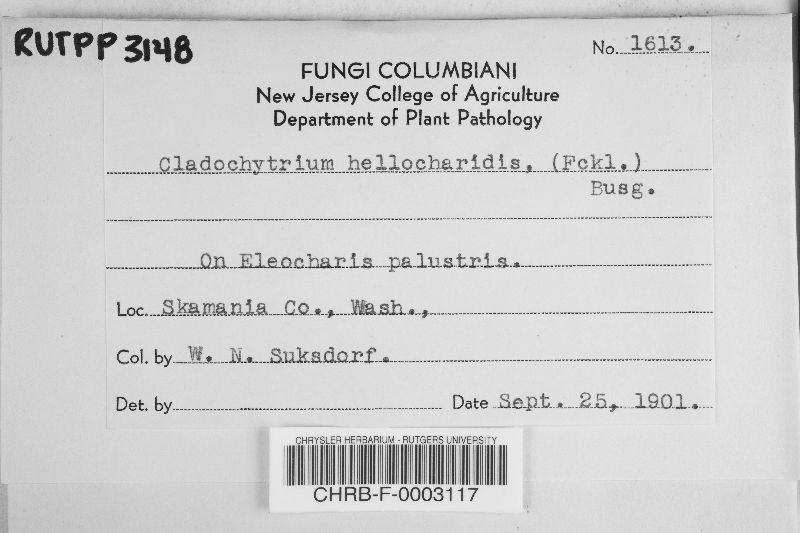 RUTPP 3148
No. 1613.
FUNGI COLUMBIANI
New Jersey College of Agriculture
Department of Plant Pathology
Cladochytrium hellocharidis, (Fckl.)
Busg.
On Eleocharis palustris.
Loc. Skamania Co., Wash.,
Col. by W. N. Suksdorf.
Det. by
Date Sept. 25, 1901.
CHRYSLER HERBARIUM - RUTGERS UNIVERSITY
CHRB-F-0003117